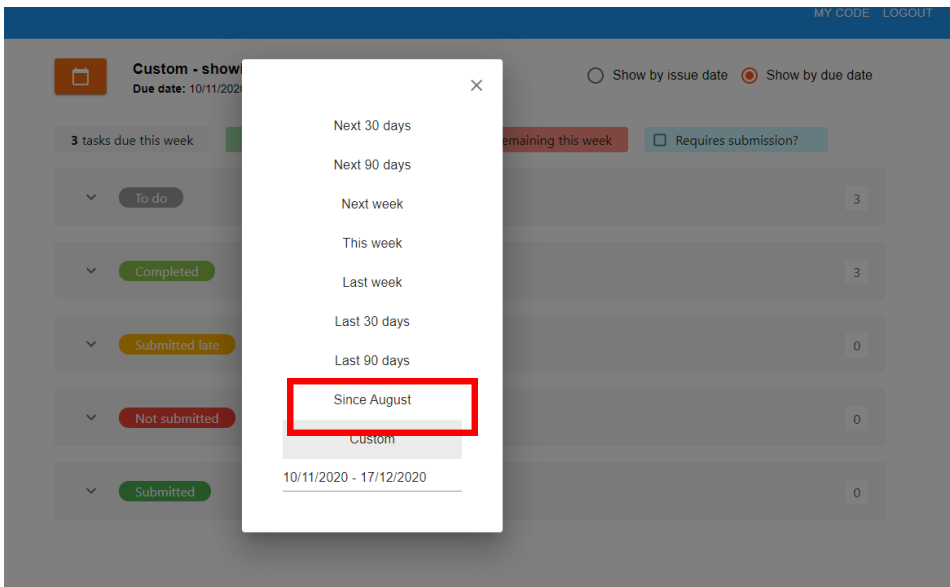 MY CODE LOGOUT
Custom - showi
Due date: 10/11/202
Show by issue date
Show by due date
3 tasks due this week
emaining this week
Requires submission?
To do
3
Completed
3
Submitted late
0
Not submitted
0
Submitted
0
Next 30 days
Next 90 days
Next week
This week
Last week
Last 30 days
Last 90 days
Since August
Custom
10/11/2020 - 17/12/2020